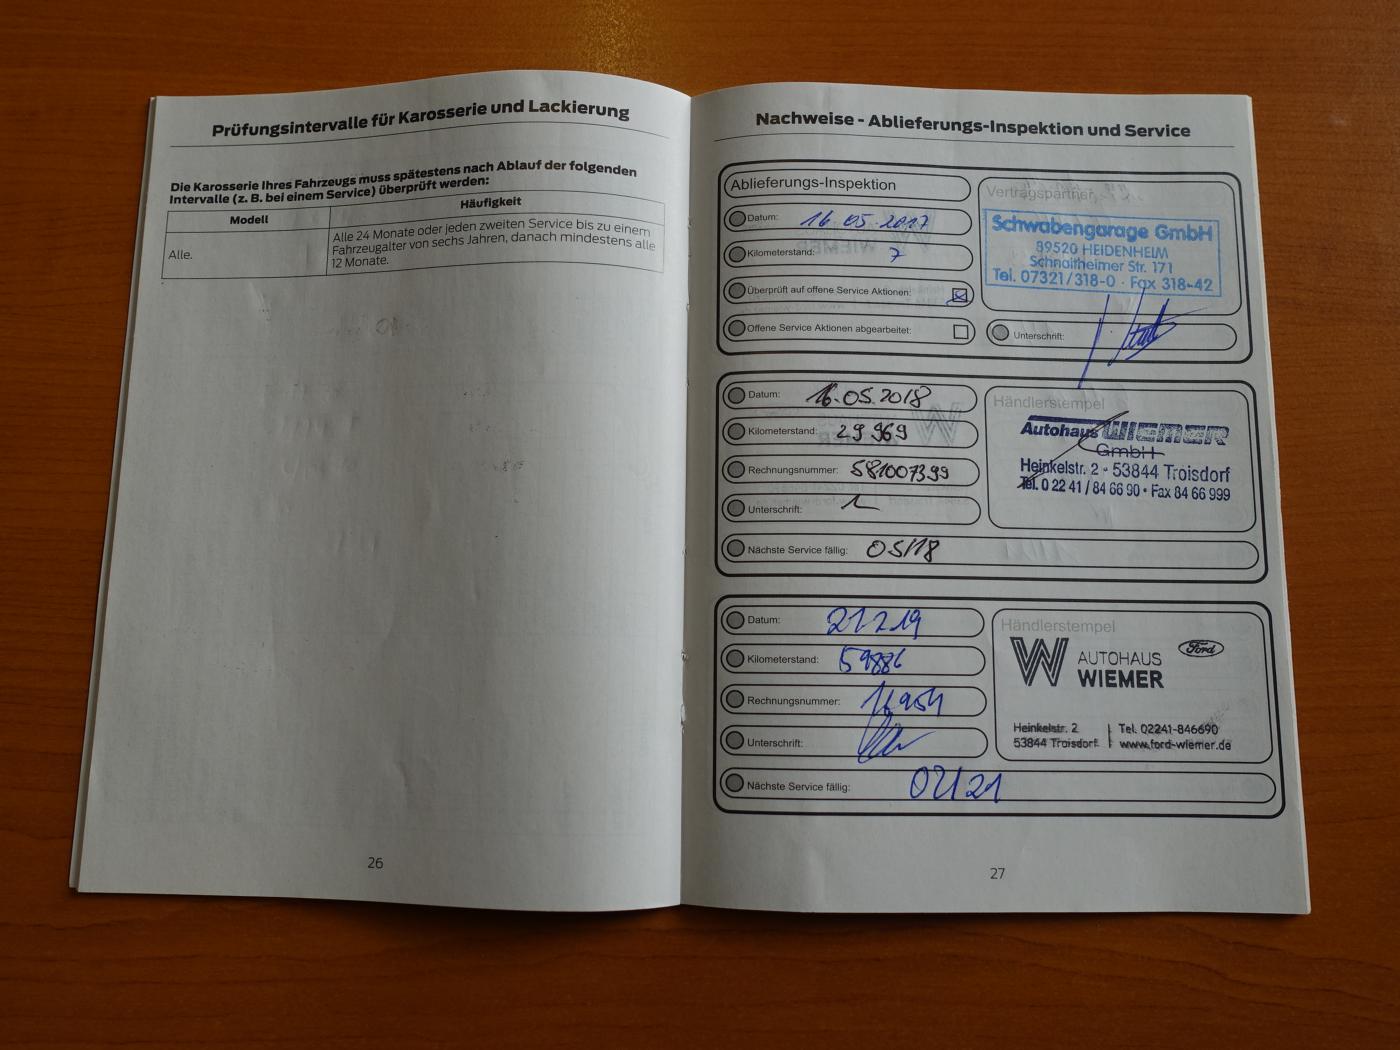 Prüfungsintervalle für Karosserie und Lackierung
Die Karosserie Ihres Fahrzeugs muss spätestens nach Ablauf der folgenden
Intervalle (z. B. bei einem Service) überprüft werden:
Modell
Häufigkeit
Alle.
Alle 24 Monate oder jeden zweiten Service bis zu einem
Fahrzeugalter von sechs Jahren, danach mindestens alle
12 Monate.
26
Nachweise - Ablieferungs-Inspektion und Service
Ablieferungs-Inspektion
Datum: 16.05.2017
Kilometerstand: 7
Überprüft auf offene Service Aktionen:
Offene Service Aktionen abgearbeitet:
Vertragspartner
Schwabengarage GmbH
89520 HEIDENHEIM
Schnaitheimer Str. 171
Tel. 07321/318-0 · Fax 318-42
Unterschrift:
Datum: 16.05.2018
Kilometerstand: 29969
Rechnungsnummer: 581007399
Unterschrift:
Nächste Service fällig: 05/18
Händlerstempel
Autohaus WIEMER
GmbH
Heinkelstr. 2 - 53844 Troisdorf
Tel. 0 22 41 / 84 66 90 • Fax 84 66 999
Datum: 21.2.19
Kilometerstand: 59886
Rechnungsnummer:
Unterschrift:
Nächste Service fällig: 02/21
Händlerstempel
W AUTOHAUS
WIEMER
Ford
Heinkelstr. 2
53844 Troisdorf
Tel. 02241-846690
www.ford-wiemer.de
27